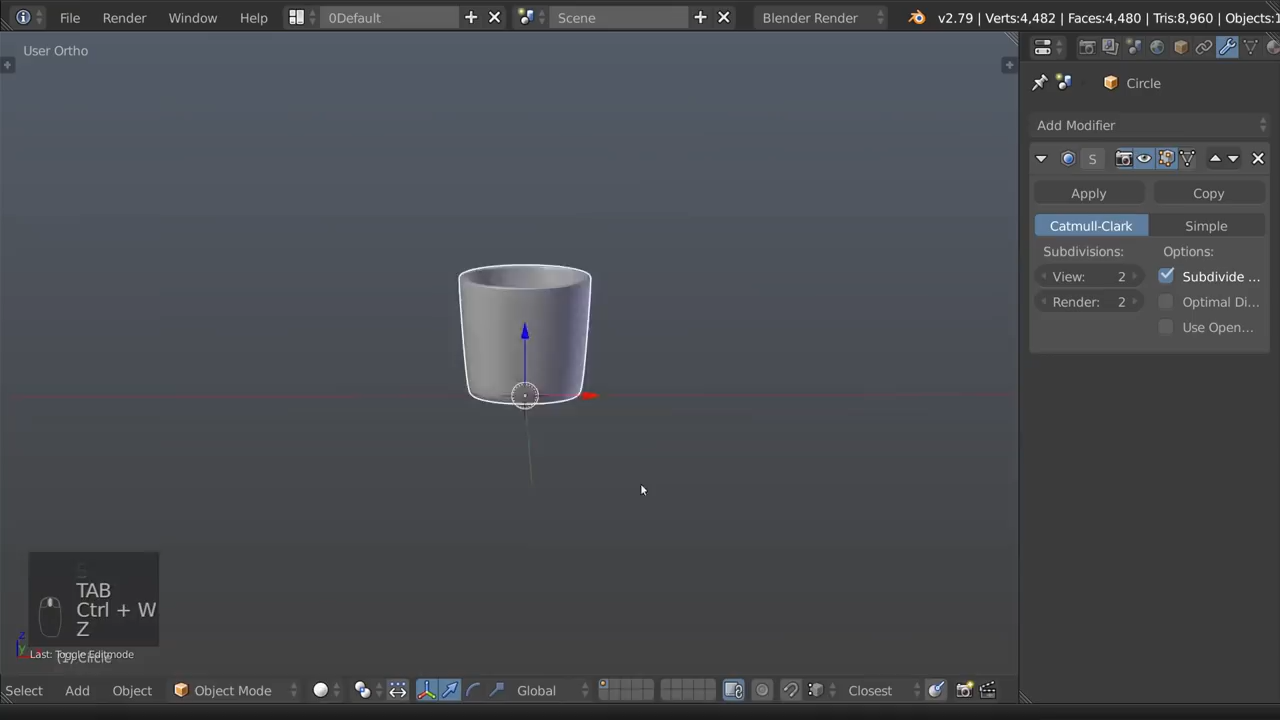 File Render Window Help 0Default Scene Blender Render v2.79 | Verts:4,482 | Faces:4,480 | Tris:8,960 | Objects:1
User Ortho
Circle
Add Modifier
S
Apply Copy
Catmull-Clark Simple
Subdivisions: Options:
View: 2 Subdivide ...
Render: 2 Optimal Di...
Use Open...
S
TAB
Ctrl + W
Z
Last: Toggle Editmode
(1) Circle
z
y
Select Add Object Object Mode Global Closest